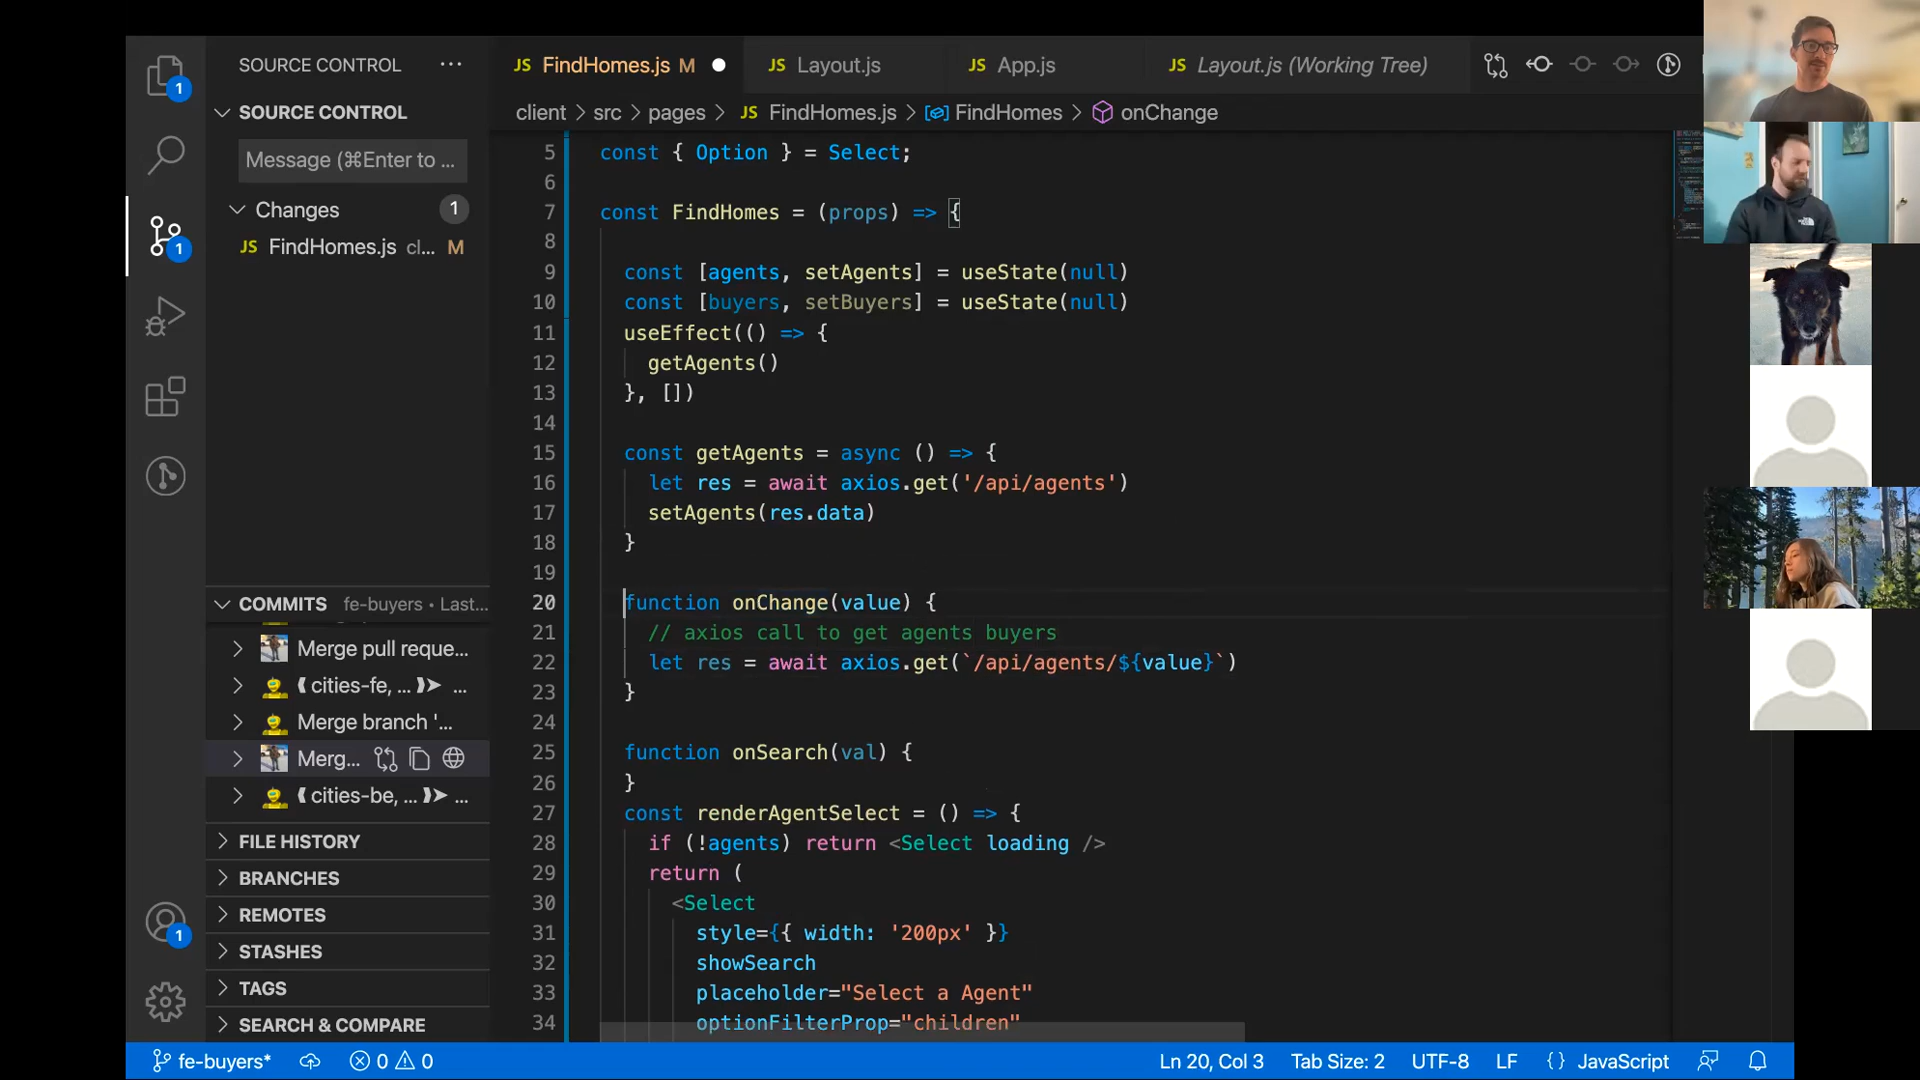 SOURCE CONTROL ...
JS FindHomes.js M
JS Layout.js
JS App.js
JS Layout.js (Working Tree)
1
SOURCE CONTROL
client > src > pages > JS FindHomes.js > FindHomes > onChange
Message (⌘Enter to ...
Changes 1
JS FindHomes.js cl... M
1
5 const { Option } = Select;
6
7 const FindHomes = (props) => {
8
9 const [agents, setAgents] = useState(null)
10 const [buyers, setBuyers] = useState(null)
11 useEffect(() => {
12 getAgents()
13 }, [])
14
15 const getAgents = async () => {
16 let res = await axios.get('/api/agents')
17 setAgents(res.data)
18 }
19
20 function onChange(value) {
21 // axios call to get agents buyers
22 let res = await axios.get(`/api/agents/${value}`)
23 }
24
25 function onSearch(val) {
26 }
27 const renderAgentSelect = () => {
28 if (!agents) return <Select loading />
29 return (
30 <Select
31 style={{ width: '200px' }}
32 showSearch
33 placeholder="Select a Agent"
34 optionFilterProp="children"
COMMITS fe-buyers • Last...
Merge pull reque...
cities-fe, ... ...
Merge branch '...
Merg...
cities-be, ... ...
FILE HISTORY
BRANCHES
REMOTES
STASHES
TAGS
SEARCH & COMPARE
1
fe-buyers* 0 0 Ln 20, Col 3 Tab Size: 2 UTF-8 LF {} JavaScript